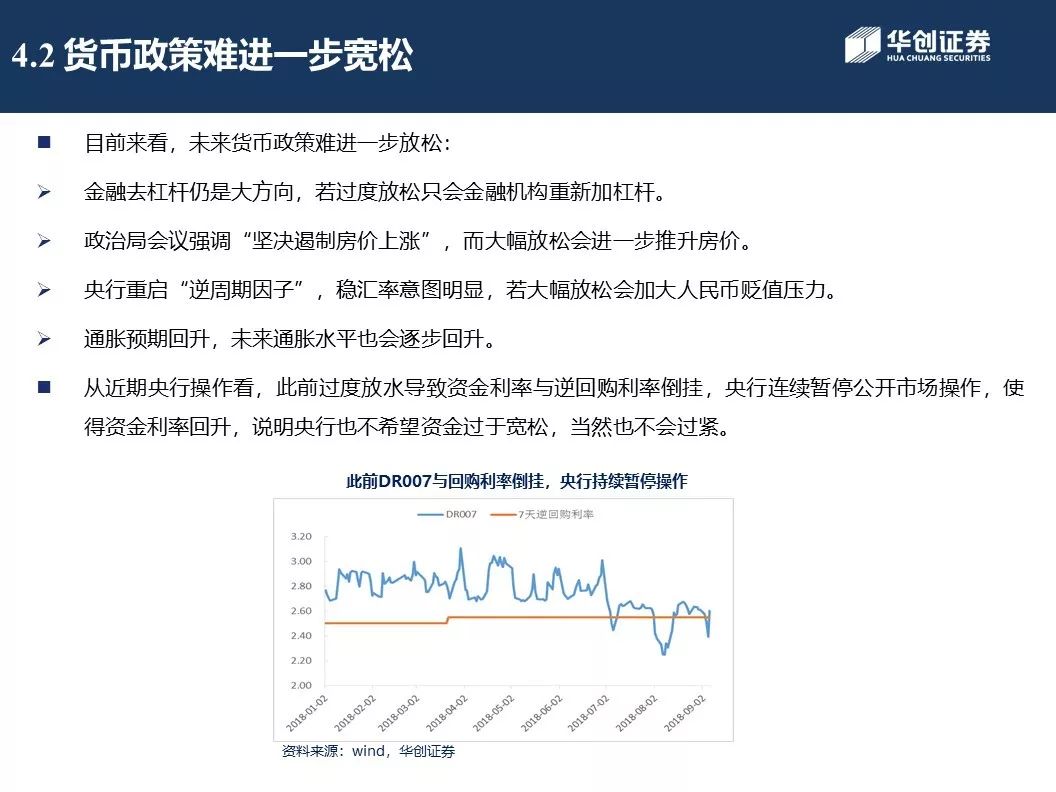 4.2 货币政策难进一步宽松
华创证券
HUA CHUANG SECURITIES
目前来看，未来货币政策难进一步放松：
金融去杠杆仍是大方向，若过度放松只会金融机构重新加杠杆。
政治局会议强调“坚决遏制房价上涨”，而大幅放松会进一步推升房价。
央行重启“逆周期因子”，稳汇率意图明显，若大幅放松会加大人民币贬值压力。
通胀预期回升，未来通胀水平也会逐步回升。
从近期央行操作看，此前过度放水导致资金利率与逆回购利率倒挂，央行连续暂停公开市场操作，使
得资金利率回升，说明央行也不希望资金过于宽松，当然也不会过紧。
此前DR007与回购利率倒挂，央行持续暂停操作
DR007
7天逆回购利率
3.20
3.00
2.80
2.60
2.40
2.20
2.00
2018-01-02
2018-02-02
2018-03-02
2018-04-02
2018-05-02
2018-06-02
2018-07-02
2018-08-02
2018-09-02
资料来源：wind，华创证券